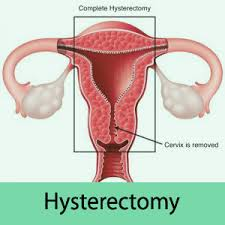 Complete Hysterectomy
Cervix is removed
Hysterectomy